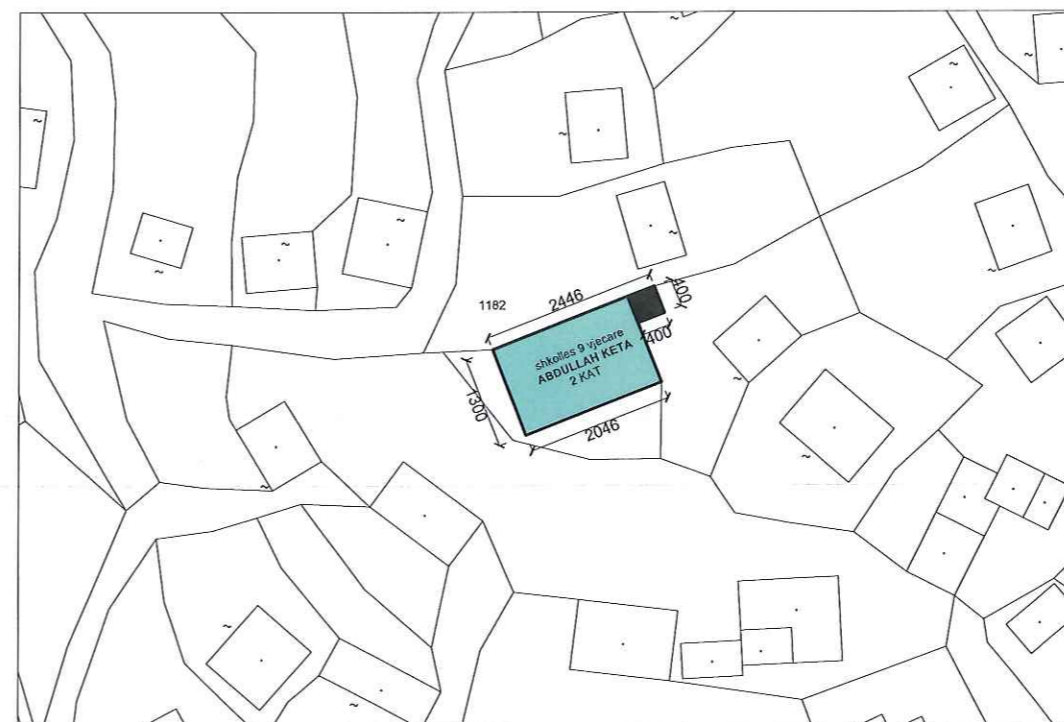 2446
400
1182
shkolles 9 vjecare
ABDULLAH KETA
2 KAT
400
1300
2046